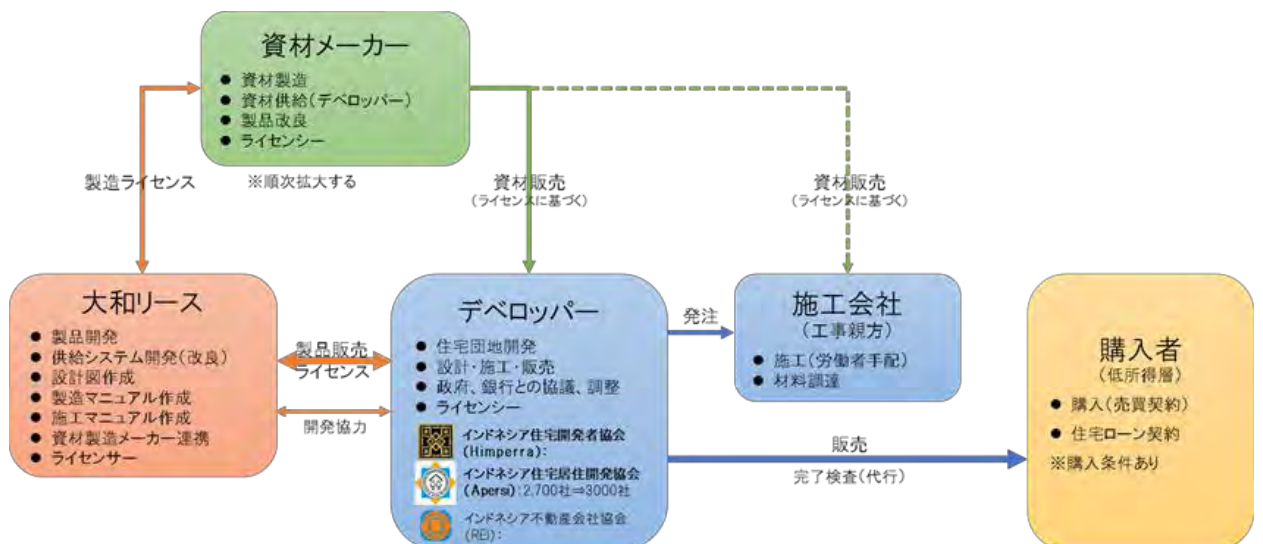 資材メーカー
● 資材製造
● 資材供給(デベロッパー)
● 製品改良
● ライセンシー
製造ライセンス
※順次拡大する
資材販売
(ライセンスに基づく)
資材販売
(ライセンスに基づく)
大和リース
● 製品開発
● 供給システム開発(改良)
● 設計図作成
● 製造マニュアル作成
● 施工マニュアル作成
● 資材製造メーカー連携
● ライセンサー
製品販売
ライセンス
開発協力
デベロッパー
● 住宅団地開発
● 設計・施工・販売
● 政府、銀行との協議、調整
● ライセンシー
インドネシア住宅開発者協会
(Himperra):
インドネシア住宅居住開発協会
(Apersi):2,700社⇒3000社
インドネシア不動産会社協会
(REI):
発注
施工会社
(工事親方)
● 施工(労働者手配)
● 材料調達
販売
完了検査(代行)
購入者
(低所得層)
● 購入(売買契約)
● 住宅ローン契約
※購入条件あり